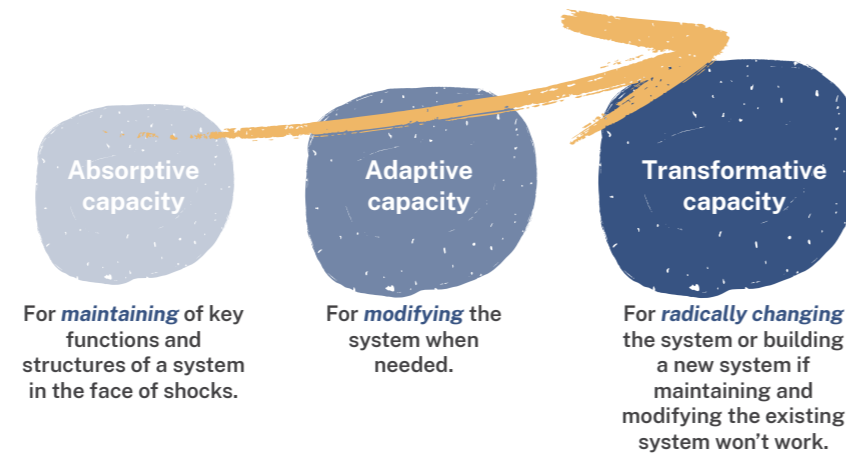 Absorptive
capacity
For maintaining of key
functions and
structures of a system
in the face of shocks.
Adaptive
capacity
For modifying the
system when
needed.
Transformative
capacity
For radically changing
the system or building
a new system if
maintaining and
modifying the existing
system won’t work.